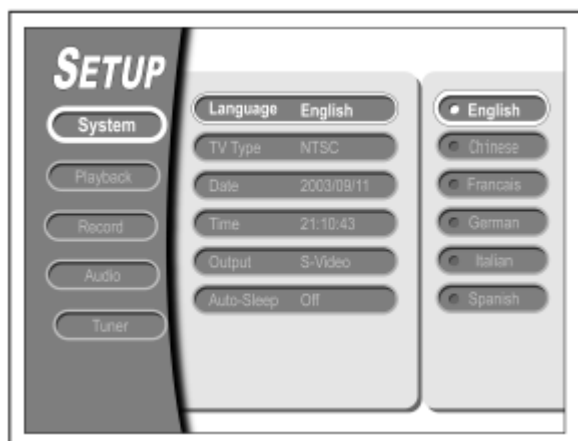 SETUP
System
Playback
Record
Audio
Tuner
Language English
TV Type NTSC
Date 2003/09/11
Time 21:10:43
Output S-Video
Auto-Sleep Off
English
Chinese
Francais
German
Italian
Spanish